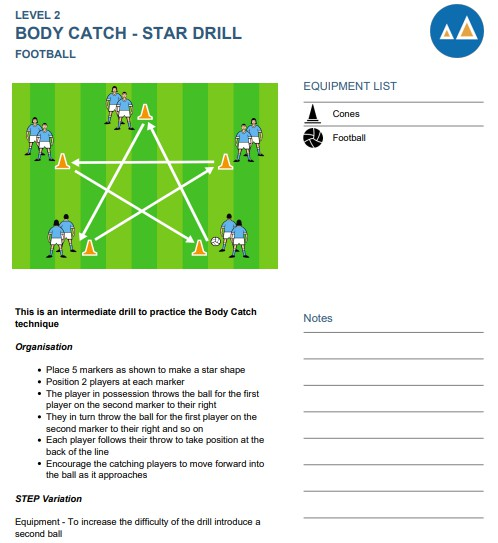 LEVEL 2
BODY CATCH - STAR DRILL
FOOTBALL
EQUIPMENT LIST
Cones
Football
This is an intermediate drill to practice the Body Catch
technique
Organisation
• Place 5 markers as shown to make a star shape
• Position 2 players at each marker
• The player in possession throws the ball for the first
player on the second marker to their right
• They in turn throw the ball for the first player on the
second marker to their right and so on
• Each player follows their throw to take position at the
back of the line
• Encourage the catching players to move forward into
the ball as it approaches
STEP Variation
Equipment - To increase the difficulty of the drill introduce a
second ball
Notes